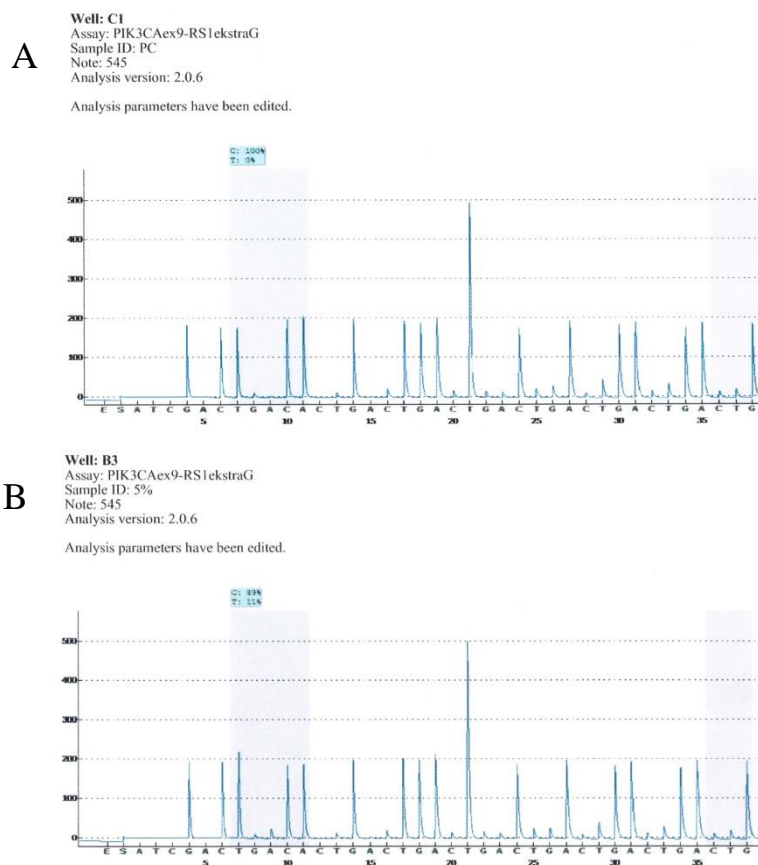 A
Well: C1
Assay: PIK3CAex9-RS1ekstraG
Sample ID: PC
Note: 545
Analysis version: 2.0.6
Analysis parameters have been edited.
C: 100%
T: 0%
500
400
300
200
100
0
E S A T C G A C T G A C A C T G A C T G A C T G A C T G A C T G A C T G A C T G
5 10 15 20 25 30 35
B
Well: B3
Assay: PIK3CAex9-RS1ekstraG
Sample ID: 5%
Note: 545
Analysis version: 2.0.6
Analysis parameters have been edited.
C: 89%
T: 11%
500
400
300
200
100
0
E S A T C G A C T G A C A C T G A C T G A C T G A C T G A C T G A C T G A C T G
5 10 15 20 25 30 35